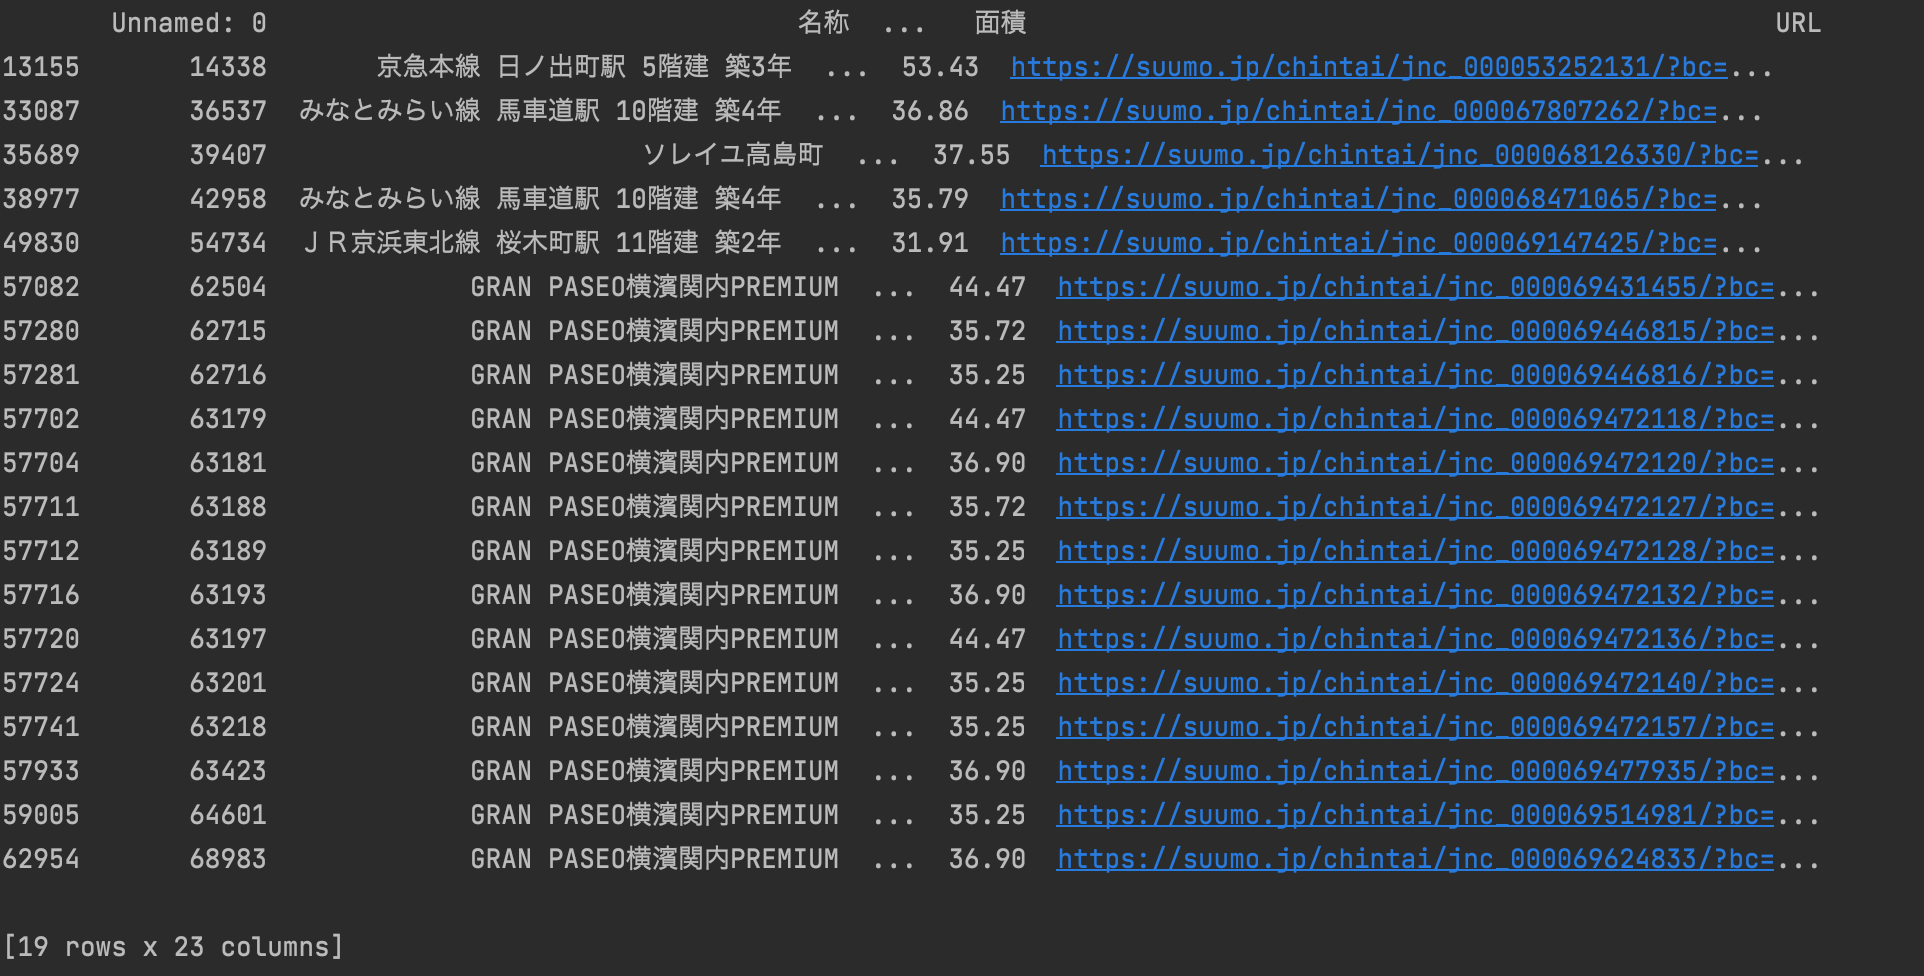 Unnamed: 0 名称 ... 面積 URL
13155 14338 京急本線 日ノ出町駅 5階建 築3年 ... 53.43 https://suumo.jp/chintai/jnc_000053252131/?bc=...
33087 36537 みなとみらい線 馬車道駅 10階建 築4年 ... 36.86 https://suumo.jp/chintai/jnc_000067807262/?bc=...
35689 39407 ソレイユ高島町 ... 37.55 https://suumo.jp/chintai/jnc_000068126330/?bc=...
38977 42958 みなとみらい線 馬車道駅 10階建 築4年 ... 35.79 https://suumo.jp/chintai/jnc_000068471065/?bc=...
49830 54734 ＪＲ京浜東北線 桜木町駅 11階建 築2年 ... 31.91 https://suumo.jp/chintai/jnc_000069147425/?bc=...
57082 62504 GRAN PASEO横濱関内PREMIUM ... 44.47 https://suumo.jp/chintai/jnc_000069431455/?bc=...
57280 62715 GRAN PASEO横濱関内PREMIUM ... 35.72 https://suumo.jp/chintai/jnc_000069446815/?bc=...
57281 62716 GRAN PASEO横濱関内PREMIUM ... 35.25 https://suumo.jp/chintai/jnc_000069446816/?bc=...
57702 63179 GRAN PASEO横濱関内PREMIUM ... 44.47 https://suumo.jp/chintai/jnc_000069472118/?bc=...
57704 63181 GRAN PASEO横濱関内PREMIUM ... 36.90 https://suumo.jp/chintai/jnc_000069472120/?bc=...
57711 63188 GRAN PASEO横濱関内PREMIUM ... 35.72 https://suumo.jp/chintai/jnc_000069472127/?bc=...
57712 63189 GRAN PASEO横濱関内PREMIUM ... 35.25 https://suumo.jp/chintai/jnc_000069472128/?bc=...
57716 63193 GRAN PASEO横濱関内PREMIUM ... 36.90 https://suumo.jp/chintai/jnc_000069472132/?bc=...
57720 63197 GRAN PASEO横濱関内PREMIUM ... 44.47 https://suumo.jp/chintai/jnc_000069472136/?bc=...
57724 63201 GRAN PASEO横濱関内PREMIUM ... 35.25 https://suumo.jp/chintai/jnc_000069472140/?bc=...
57741 63218 GRAN PASEO横濱関内PREMIUM ... 35.25 https://suumo.jp/chintai/jnc_000069472157/?bc=...
57933 63423 GRAN PASEO横濱関内PREMIUM ... 36.90 https://suumo.jp/chintai/jnc_000069477935/?bc=...
59005 64601 GRAN PASEO横濱関内PREMIUM ... 35.25 https://suumo.jp/chintai/jnc_000069514981/?bc=...
62954 68983 GRAN PASEO横濱関内PREMIUM ... 36.90 https://suumo.jp/chintai/jnc_000069624833/?bc=...
[19 rows x 23 columns]